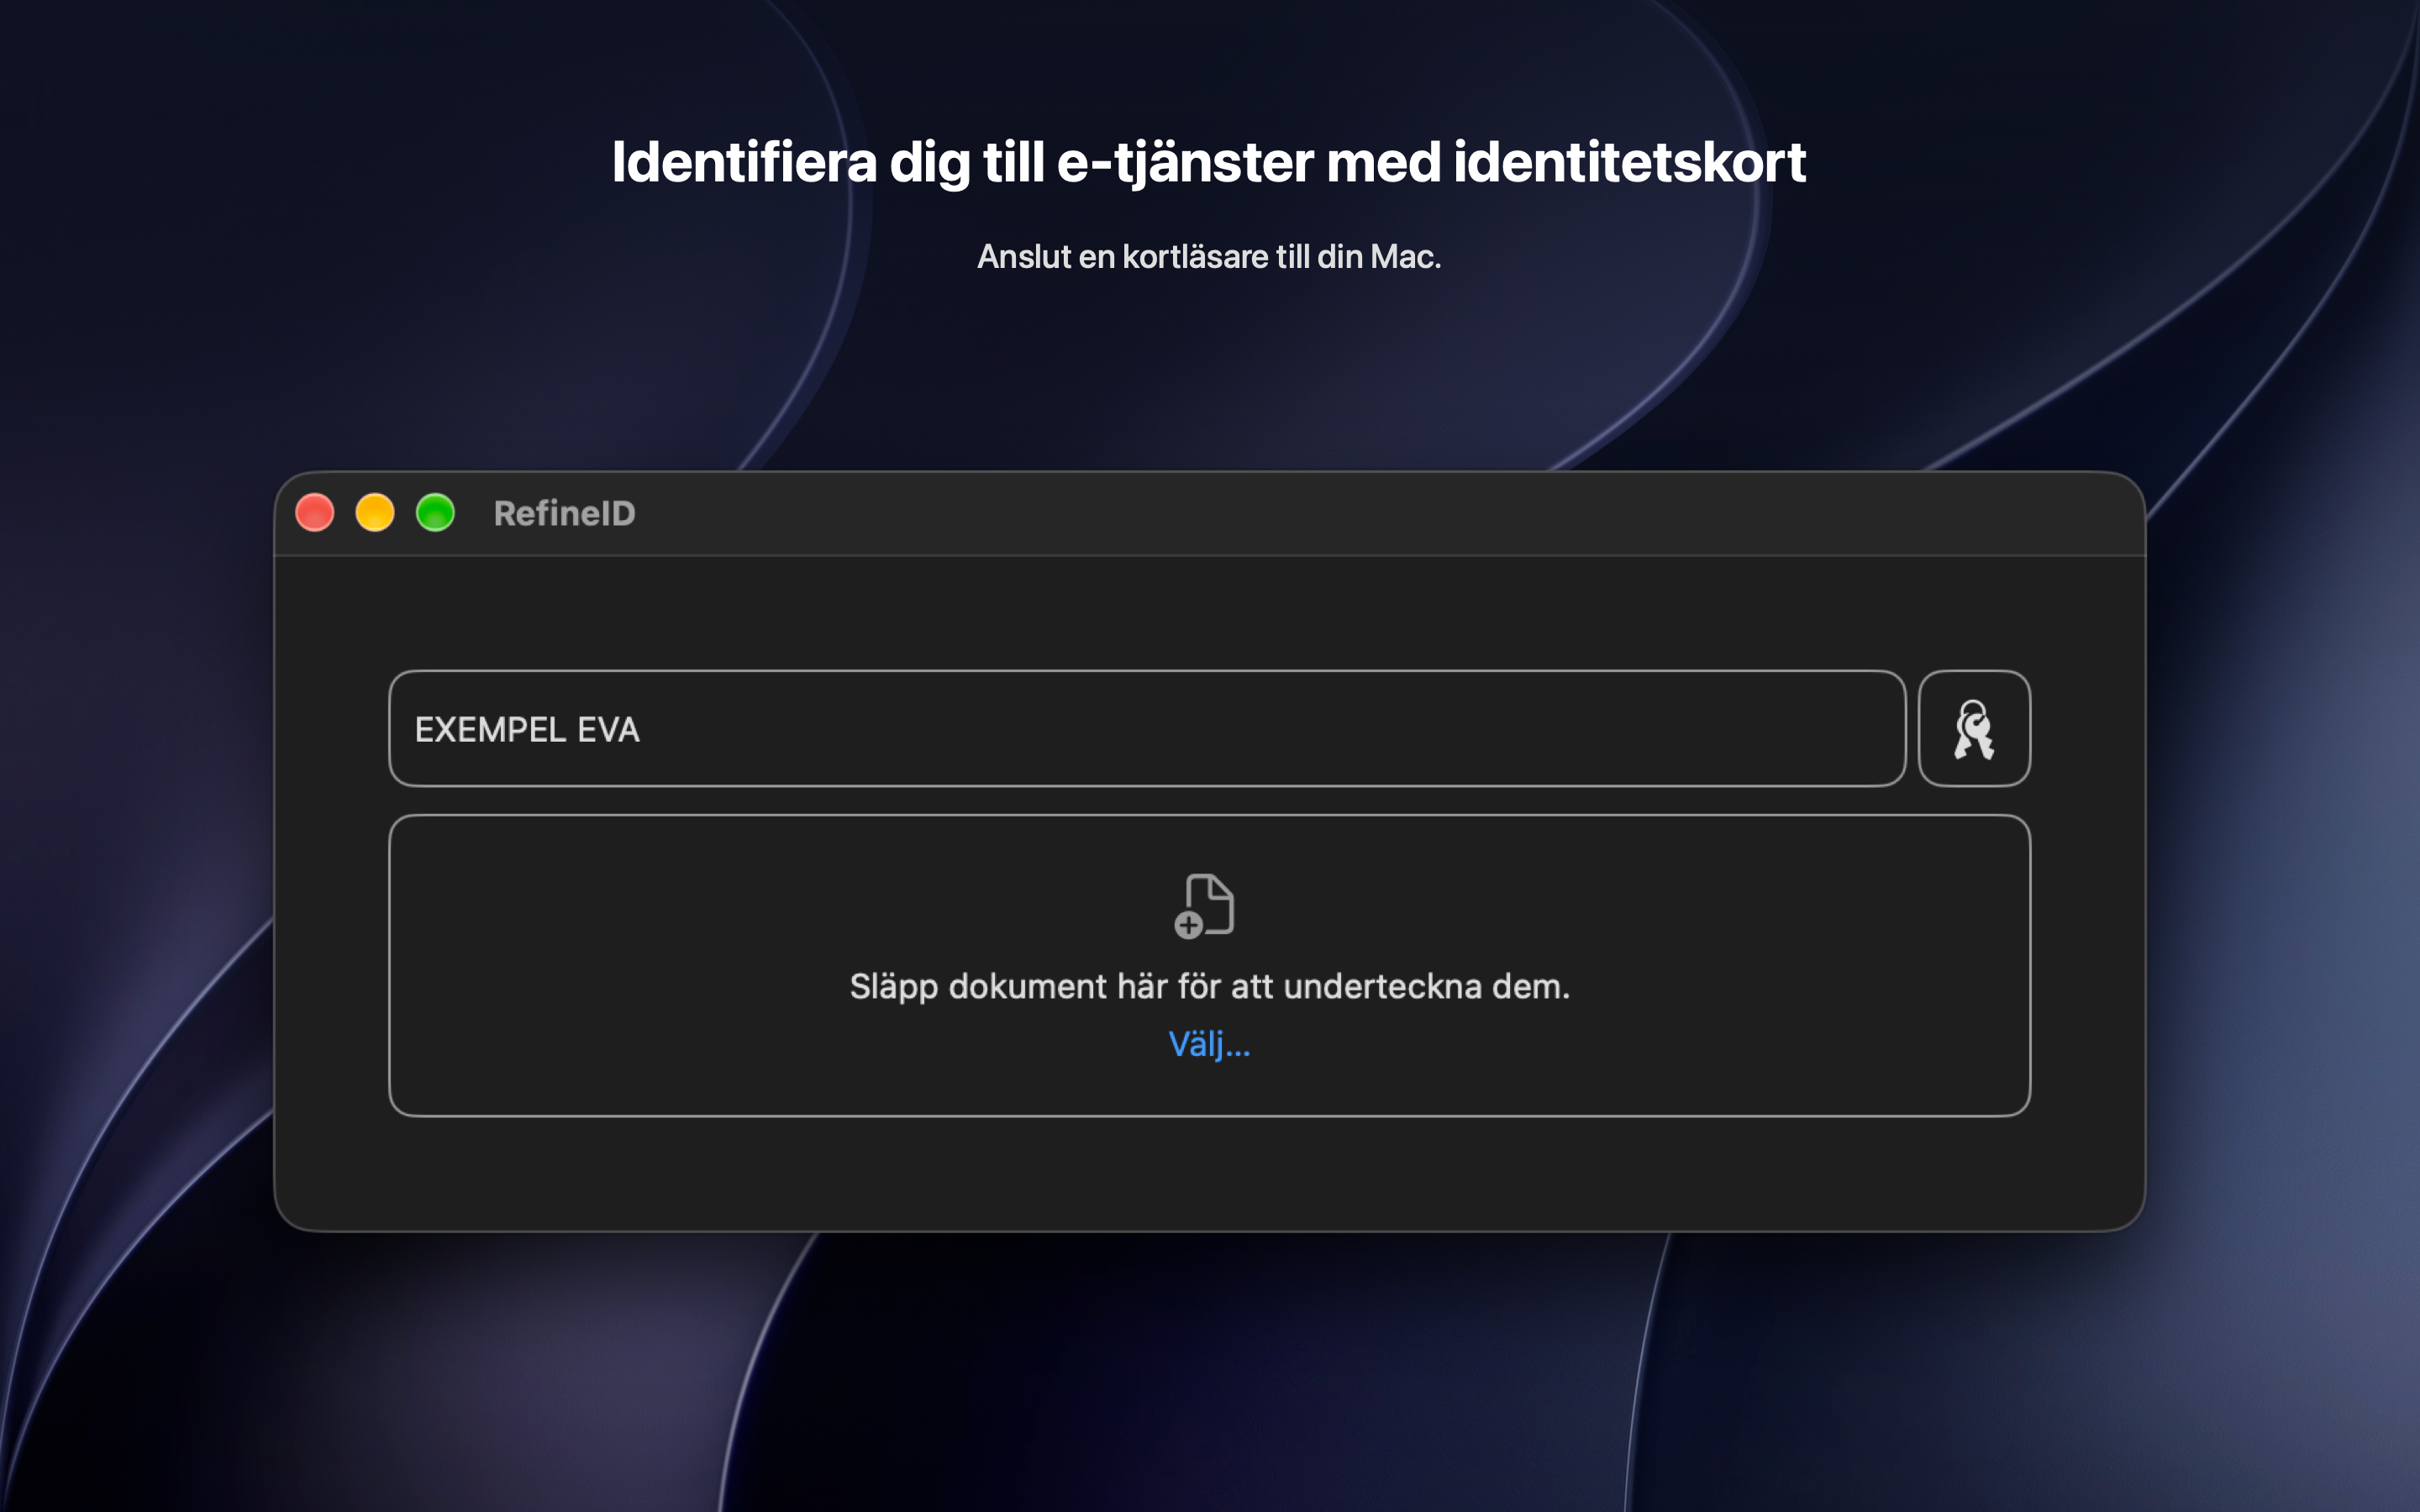 Identifiera dig till e-tjänster med identitetskort
Anslut en kortläsare till din Mac.
RefineID
EXEMPEL EVA
Släpp dokument här för att underteckna dem.
Välj...